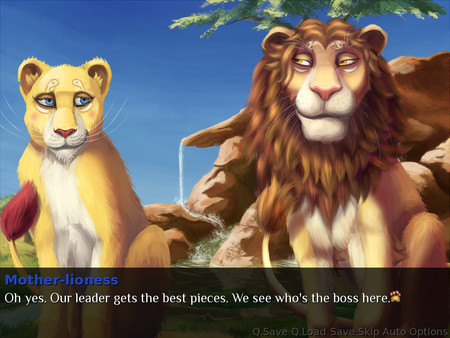 Mother-lioness
Oh yes. Our leader gets the best pieces. We see who's the boss here.
Q.Save Q.Load Save Skip Auto Options